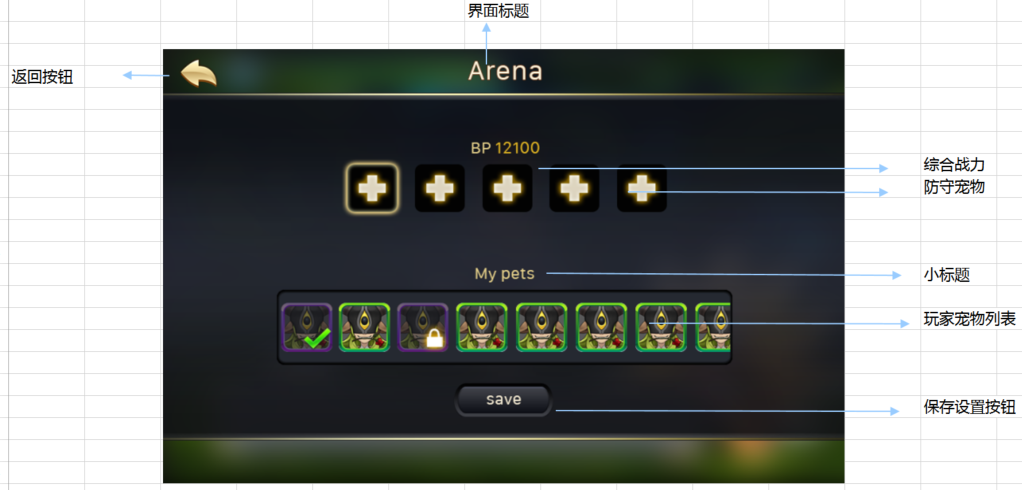 界面标题
返回按钮
Arena
BP 12100
综合战力
防守宠物
My pets
小标题
玩家宠物列表
save
保存设置按钮